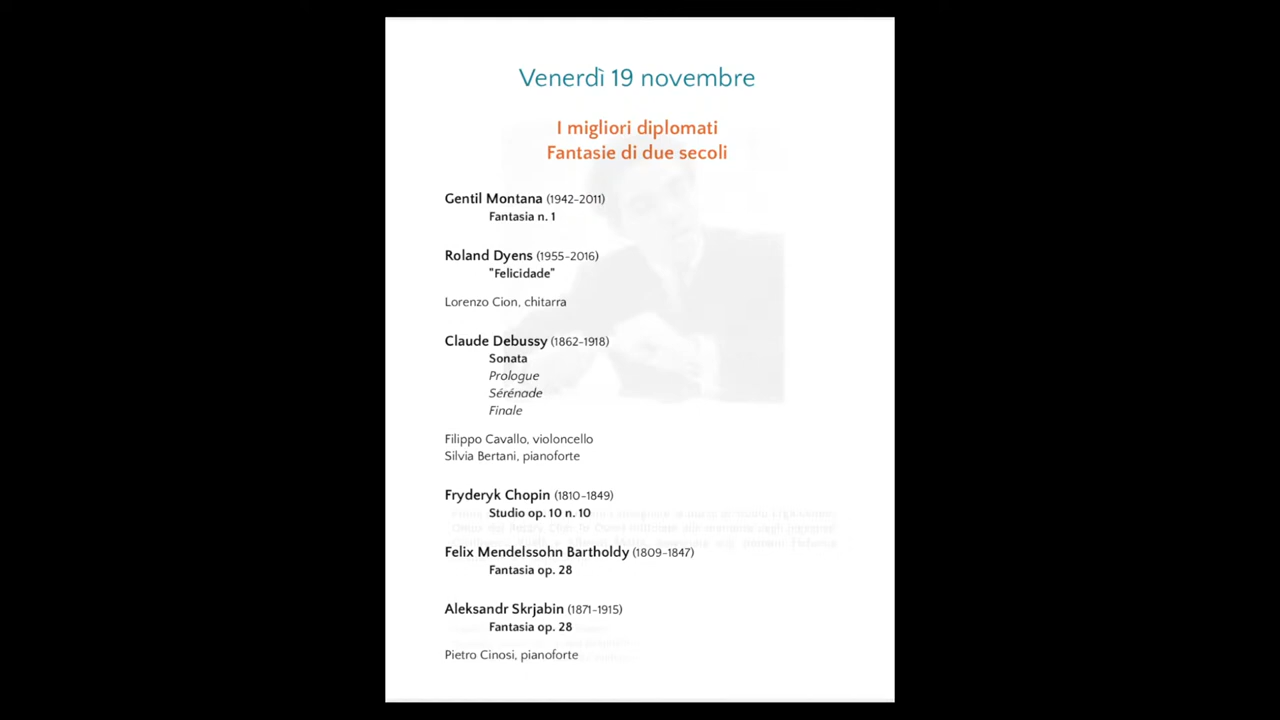 Venerdì 19 novembre
I migliori diplomati
Fantasie di due secoli
Gentil Montana (1942-2011)
Fantasia n. 1
Roland Dyens (1955-2016)
"Felicidade"
Lorenzo Cion, chitarra
Claude Debussy (1862-1918)
Sonata
Prologue
Sérénade
Finale
Filippo Cavallo, violoncello
Silvia Bertani, pianoforte
Fryderyk Chopin (1810-1849)
Studio op. 10 n. 10
Felix Mendelssohn Bartholdy (1809-1847)
Fantasia op. 28
Aleksandr Skrjabin (1871-1915)
Fantasia op. 28
Pietro Cinosi, pianoforte